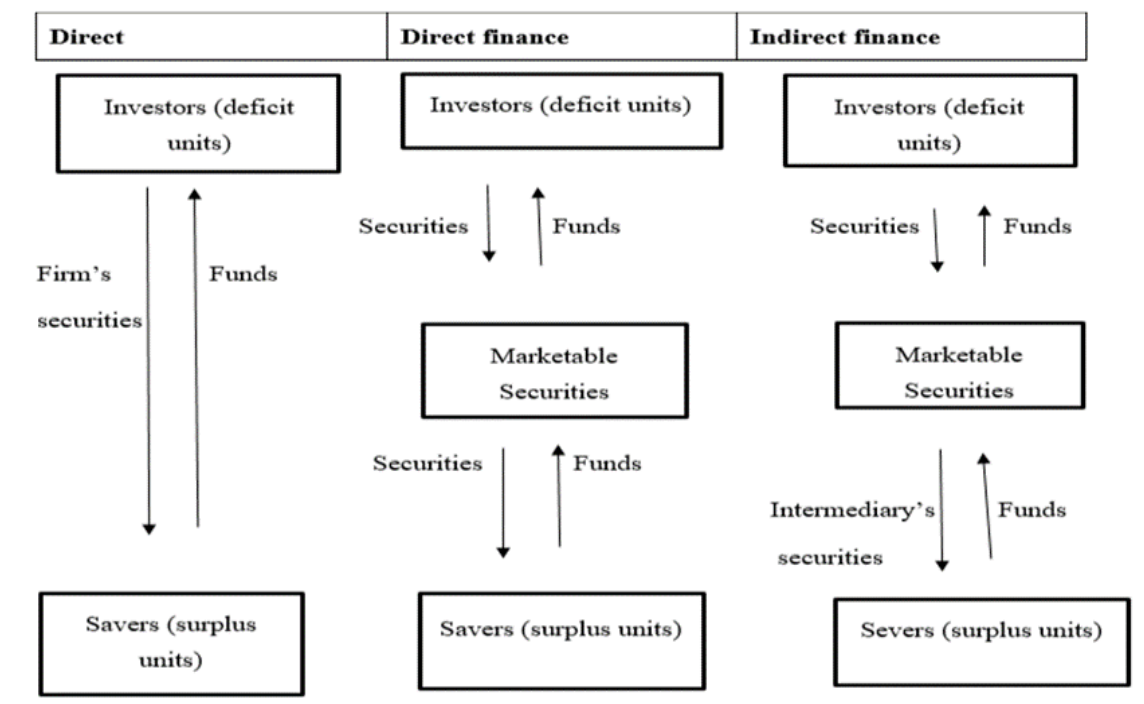 Direct
Direct finance
Indirect finance
Investors (deficit
units)
Investors (deficit units)
Investors (deficit
units)
Firm's
securities
Funds
Securities
Funds
Securities
Funds
Marketable
Securities
Marketable
Securities
Securities
Funds
Intermediary's
securities
Funds
Savers (surplus
units)
Savers (surplus units)
Severs (surplus units)